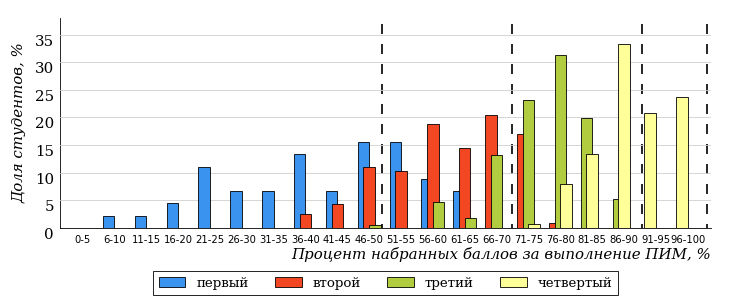 Доля студентов, %
35
30
25
20
15
10
5
0
0-5 6-10 11-15 16-20 21-25 26-30 31-35 36-40 41-45 46-50 51-55 56-60 61-65 66-70 71-75 76-80 81-85 86-90 91-95 96-100
Процент набранных баллов за выполнение ПИМ, %
первый второй третий четвертый